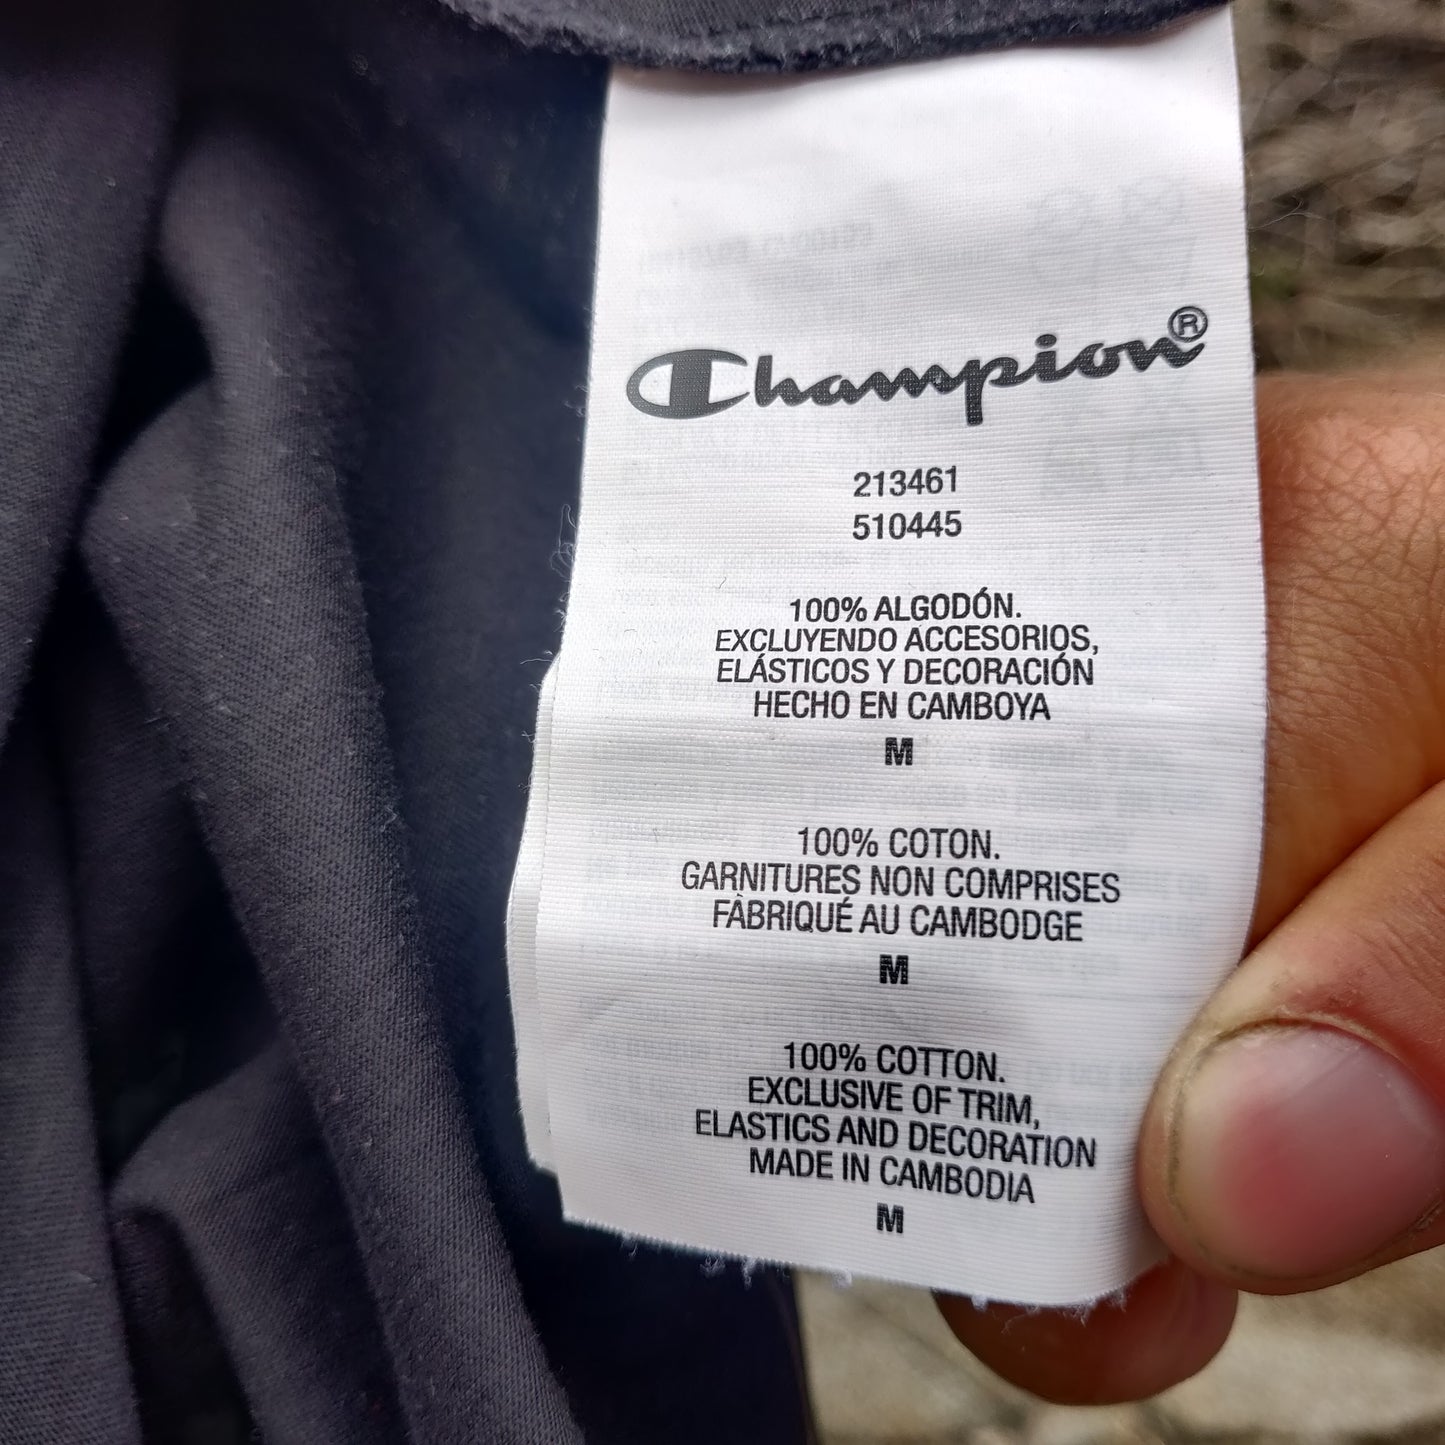 Champion®
213461
510445
100% ALGODÓN.
EXCLUYENDO ACCESORIOS,
ELÁSTICOS Y DECORACIÓN
HECHO EN CAMBOYA
M
100% COTON.
GARNITURES NON COMPRISES
FABRIQUÉ AU CAMBODGE
M
100% COTTON.
EXCLUSIVE OF TRIM,
ELASTICS AND DECORATION
MADE IN CAMBODIA
M